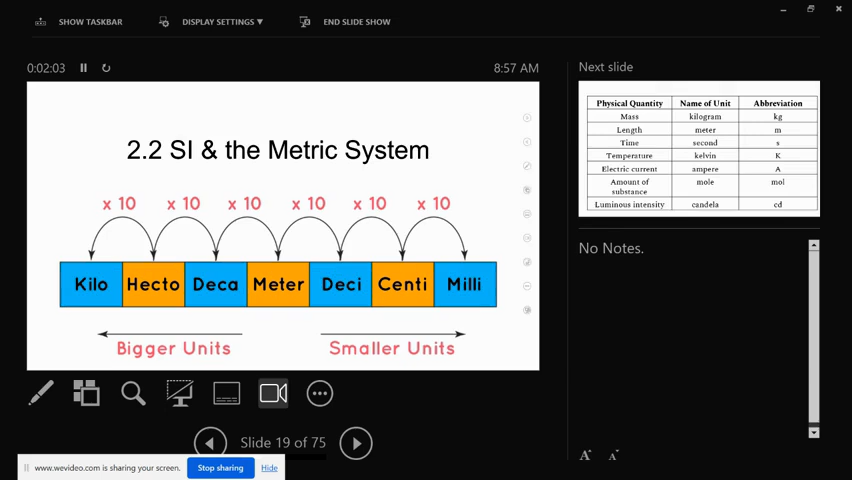 SHOW TASKBAR
DISPLAY SETTINGS ▼
END SLIDE SHOW
0:02:03
8:57 AM
2.2 SI & the Metric System
x 10 x 10 x 10 x 10 x 10 x 10
Kilo Hecto Deca Meter Deci Centi Milli
Bigger Units
Smaller Units
Slide 19 of 75
www.wevideo.com is sharing your screen.
Stop sharing
Hide
Next slide
Physical Quantity Name of Unit Abbreviation
Mass kilogram kg
Length meter m
Time second s
Temperature kelvin K
Electric current ampere A
Amount of
substance mole mol
Luminous intensity candela cd
No Notes.
A A